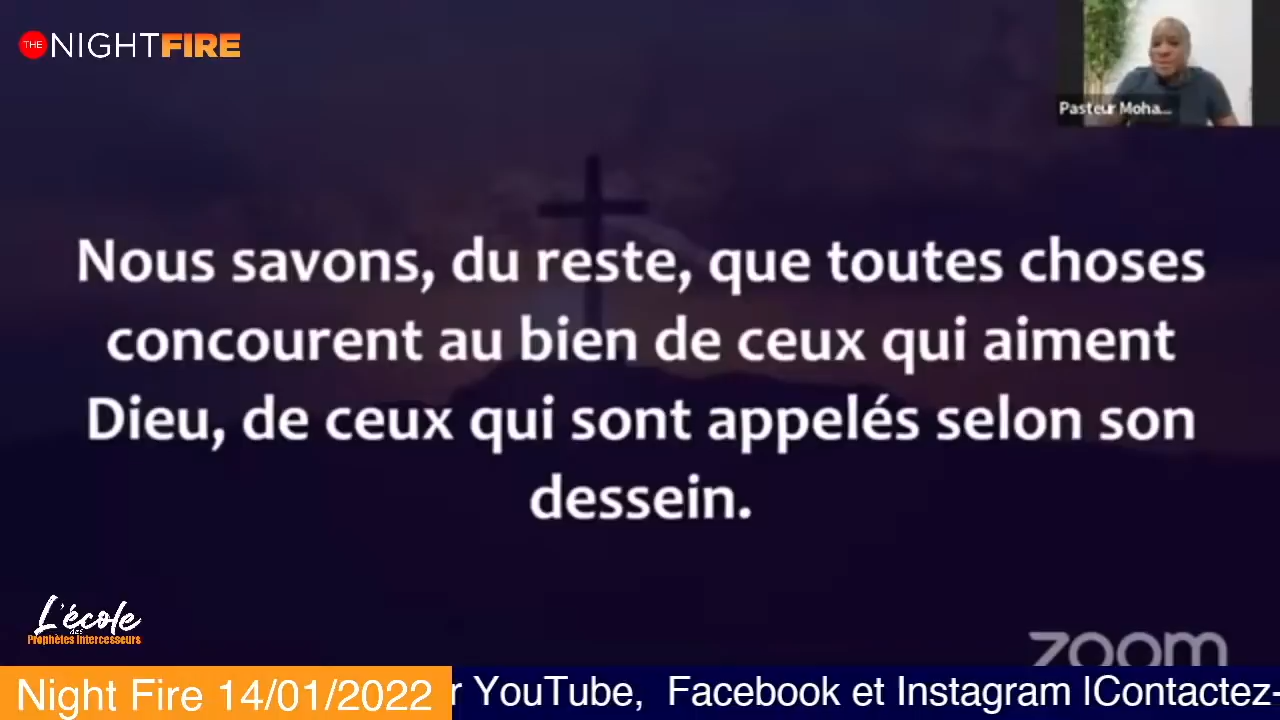 THE NIGHTFIRE
Pasteur Moha...
Nous savons, du reste, que toutes choses
concourent au bien de ceux qui aiment
Dieu, de ceux qui sont appelés selon son
dessein.
L'école
des
Prophètes Intercesseurs
zoom
Night Fire 14/01/2022
r YouTube, Facebook et Instagram |Contactez-